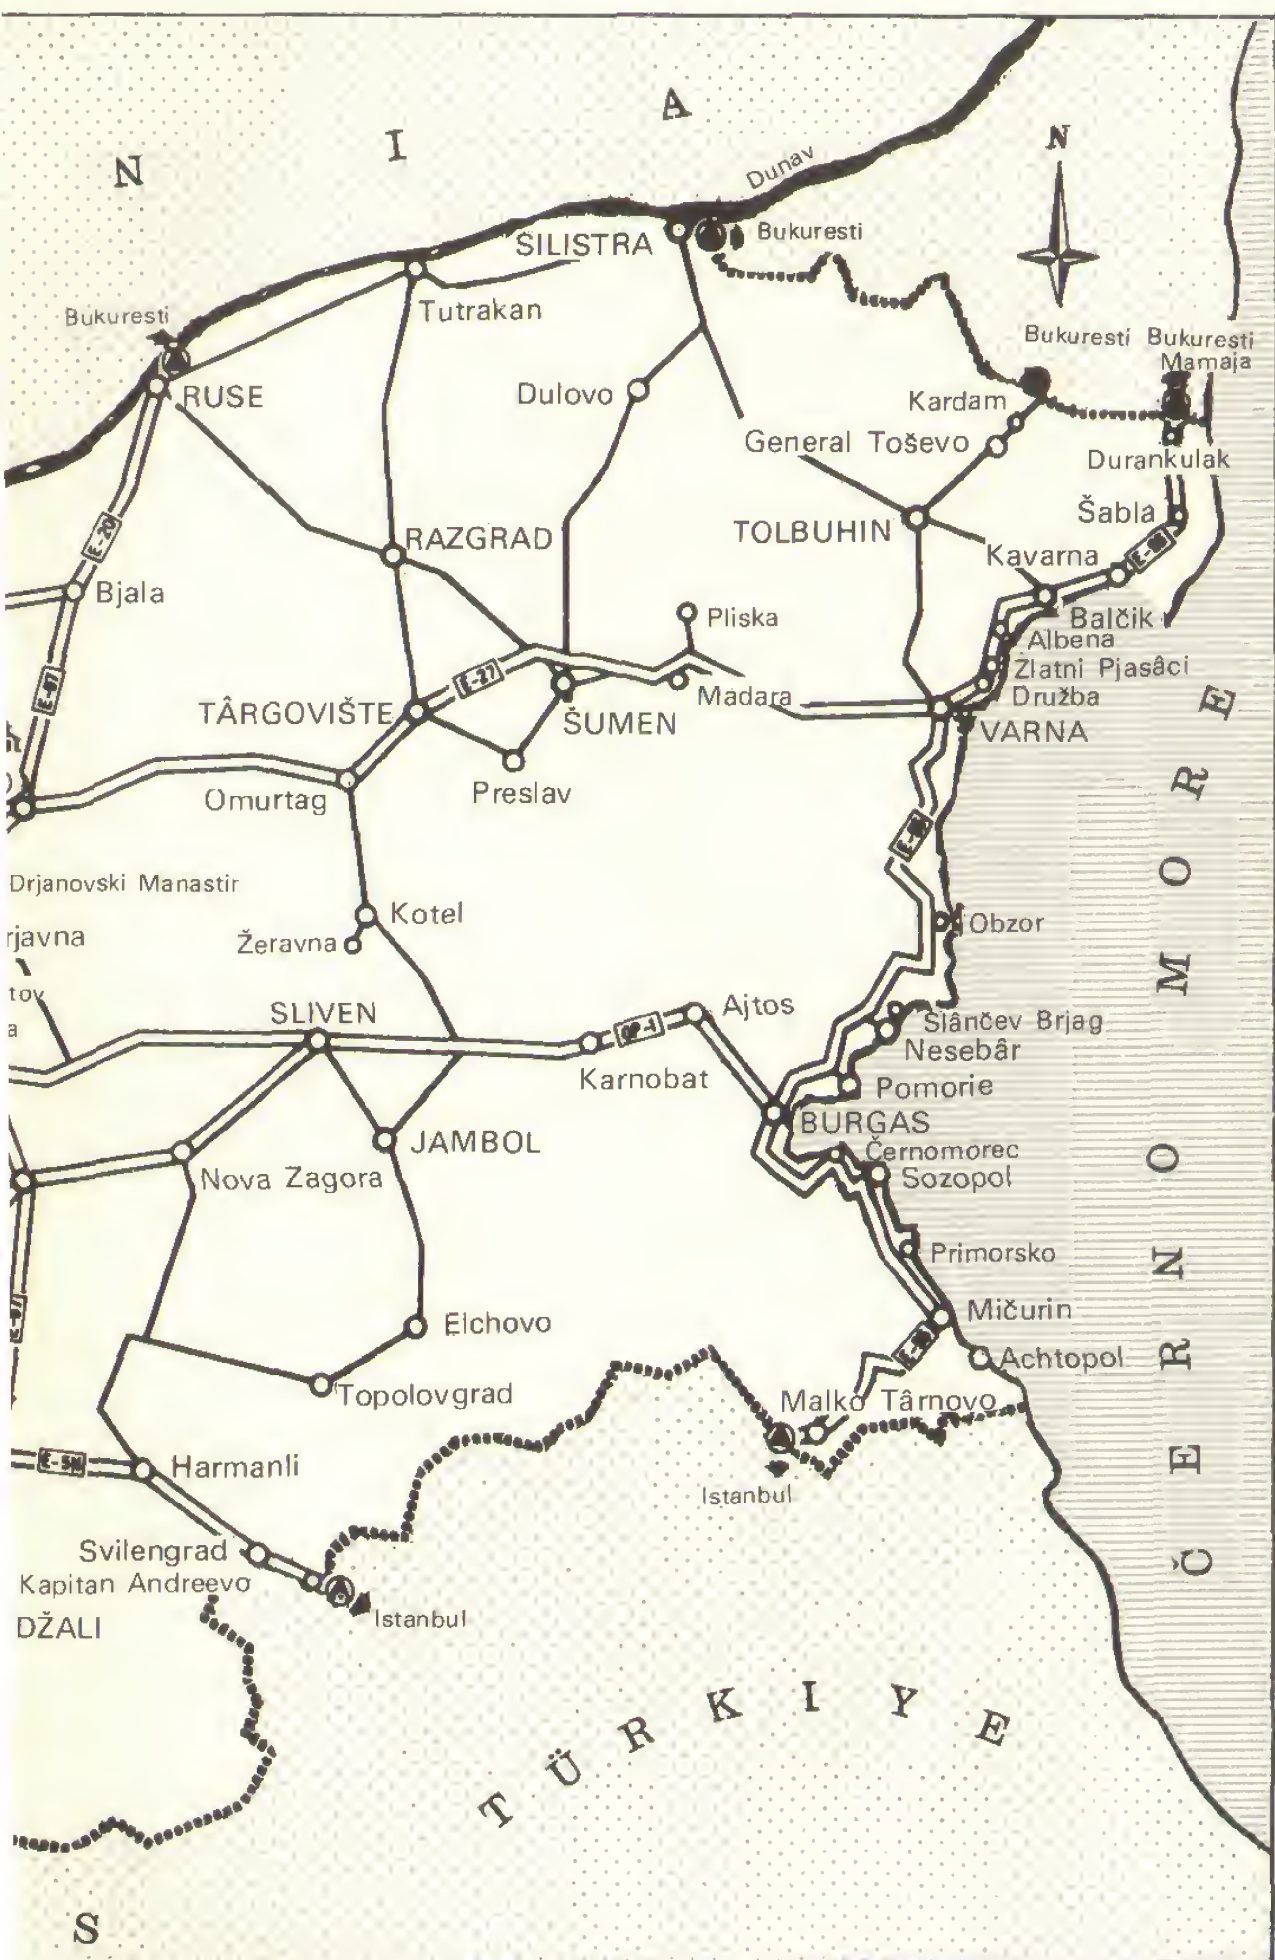 N I A
Dunav
N
SILISTRA
Bukuresti
Tutrakan
Bukuresti
Bukuresti
Bukuresti
Mamaja
RUSE
Dulovo
Kardam
General Toševo
Durankulak
E-20
RAZGRAD
TOLBUHIN
Šabla
Kavarna
Bjala
Pliska
Balčik
Albena
E-27
Zlatni Pjasâci
Madara
Družba
TÂRGOVIŠTE
ŠUMEN
VARNA
Preslav
Omurtag
Drjanovski Manastir
Kotel
Obzor
rjavna
Žeravna
tov
a
SLIVEN
Ajtos
Slânčev Brjag
Nesebâr
Karnobat
Pomorie
BURGAS
JAMBOL
Černomorec
Nova Zagora
Sozopol
Primorsko
Elchovo
Mičurin
Achtopol
Topolovgrad
Malko Târnovo
Harmanli
Istanbul
Svilengrad
Kapitan Andreevo
Istanbul
DŽALI
ČERNO MORE
TÜRKIYE
S